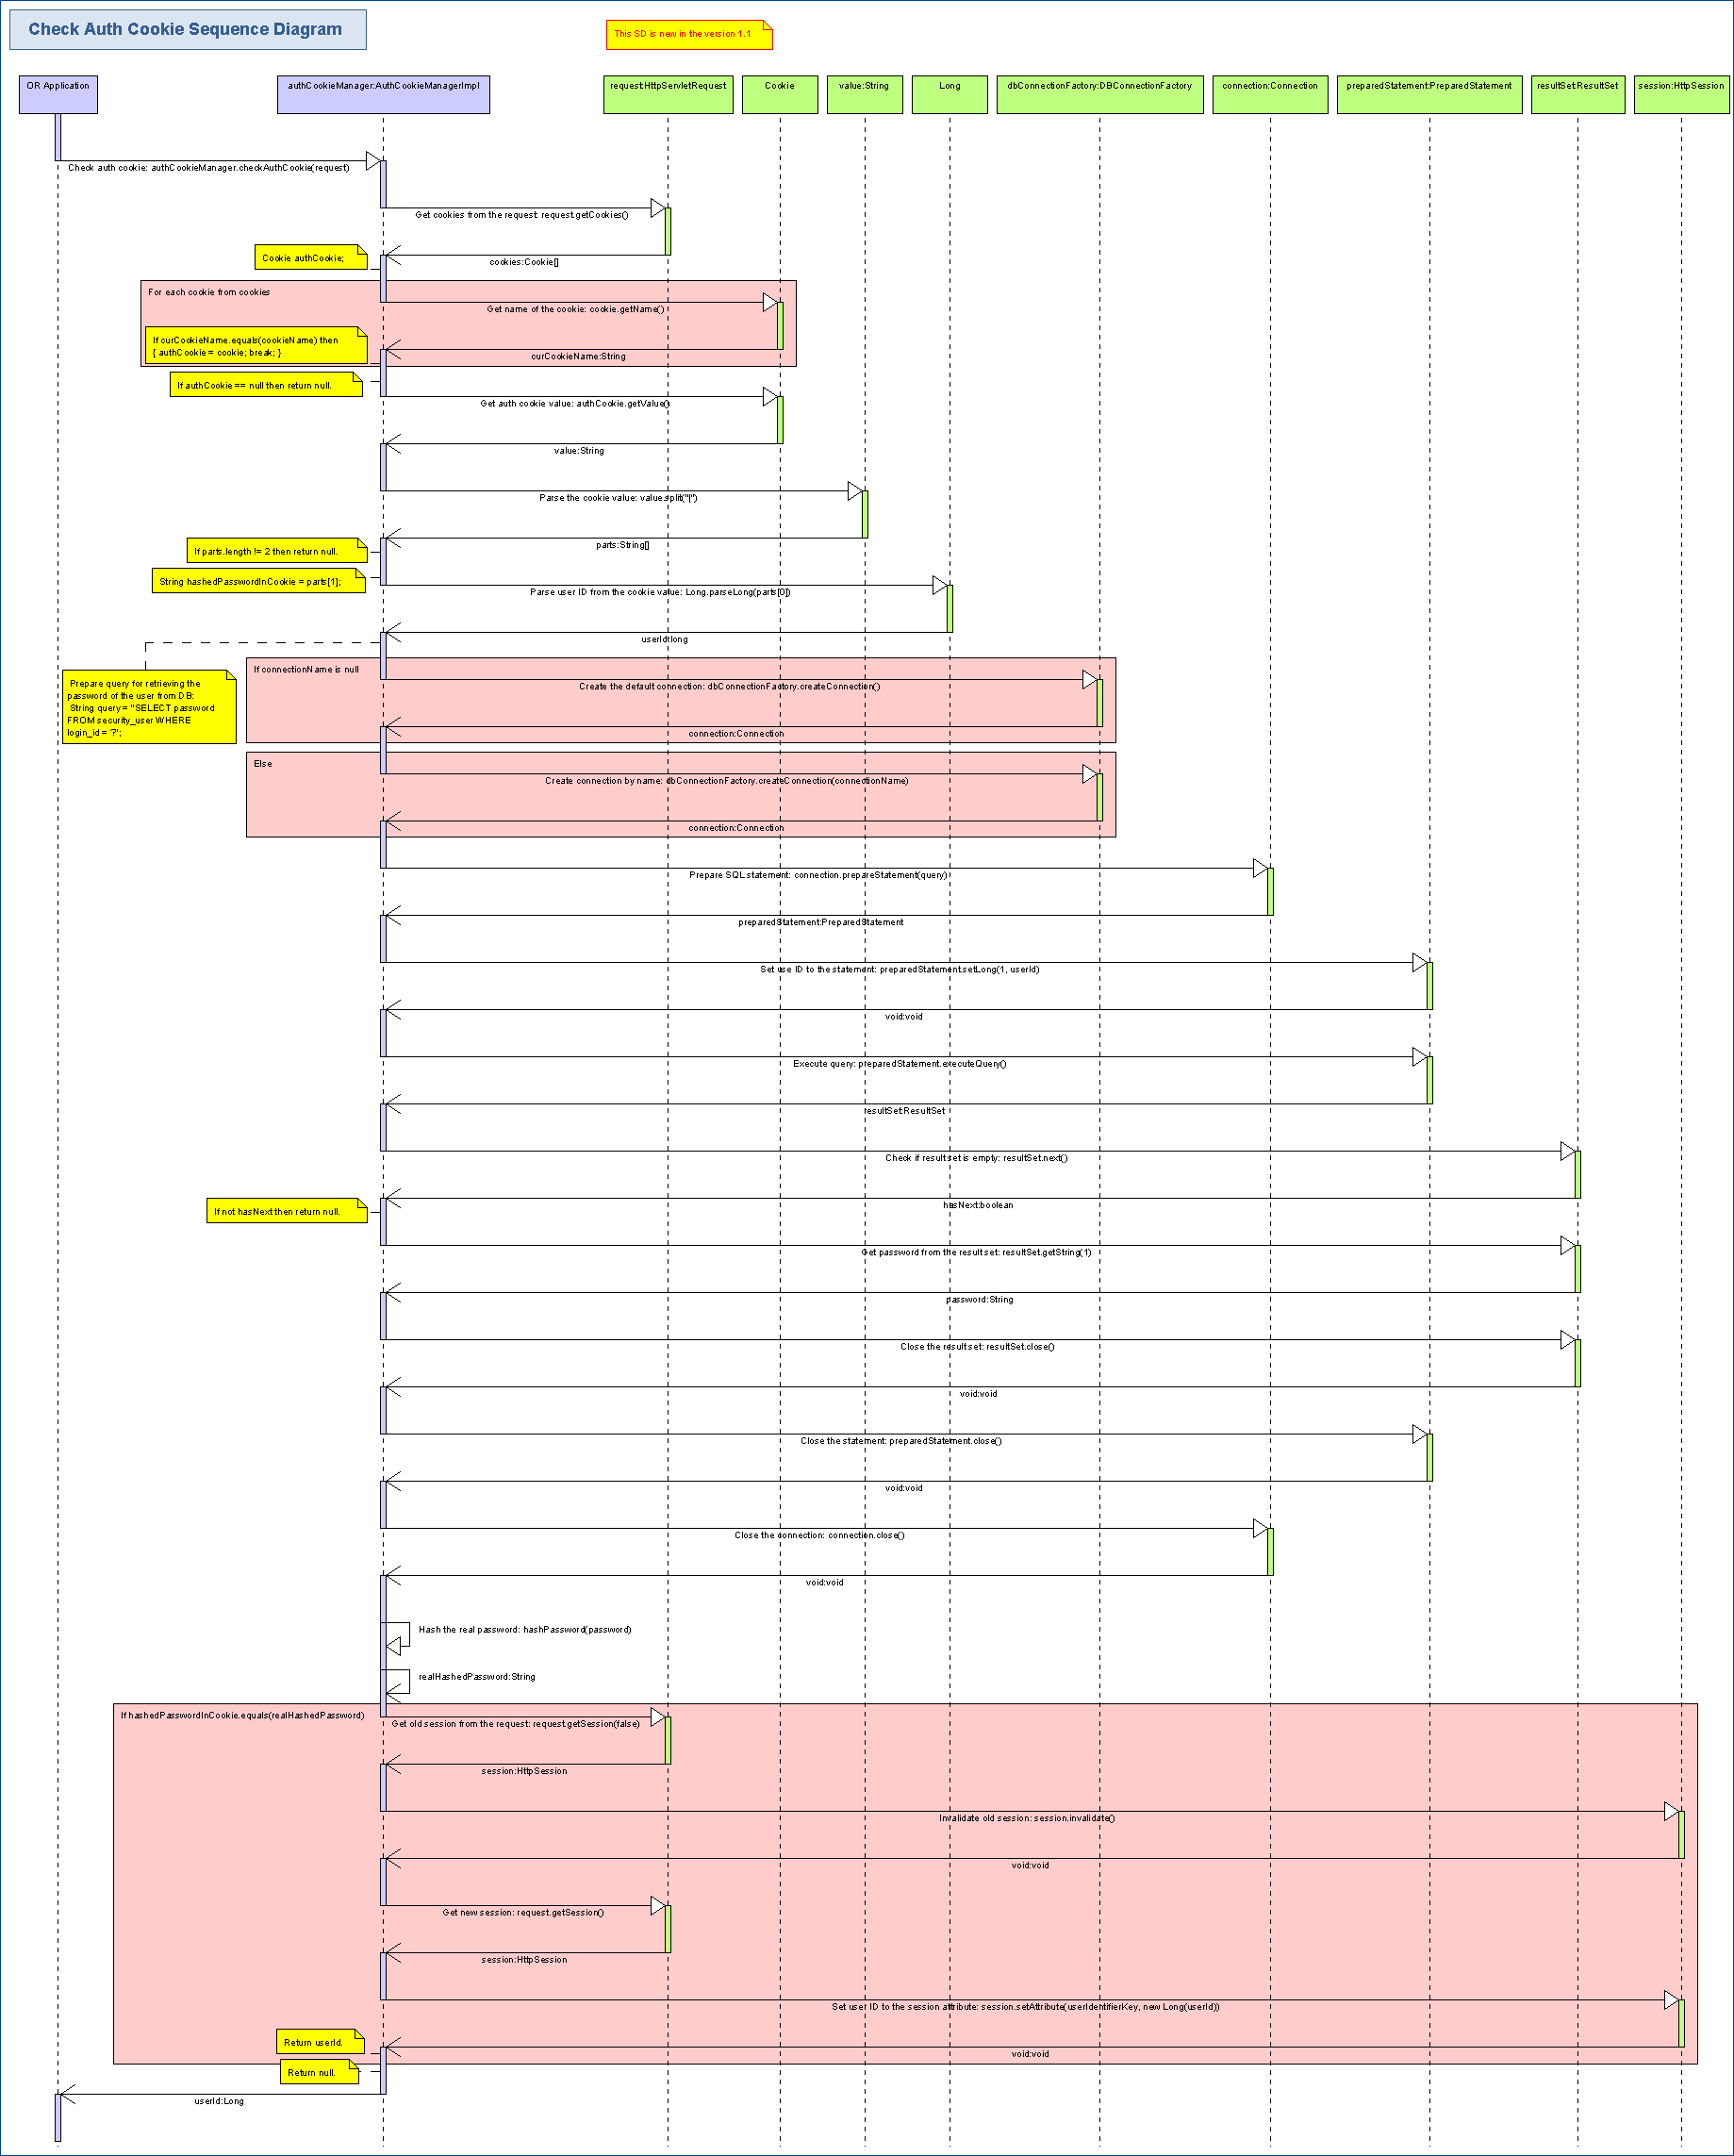 Check Auth Cookie Sequence Diagram
This SD is new in the version 1.1
OR Application
authCookieManager:AuthCookieManagerImpl
request:HttpServletRequest
Cookie
value:String
Long
dbConnectionFactory:DBConnectionFactory
connection:Connection
preparedStatement:PreparedStatement
resultSet:ResultSet
session:HttpSession
Check auth cookie: authCookieManager.checkAuthCookie(request)
Get cookies from the request: request.getCookies()
Cookie authCookie;
cookies:Cookie[]
For each cookie from cookies
Get name of the cookie: cookie.getName()
If curCookieName.equals(cookieName) then
{ authCookie = cookie; break; }
curCookieName:String
If authCookie == null then return null.
Get auth cookie value: authCookie.getValue()
value:String
Parse the cookie value: value.split("|")
parts:String[]
If parts.length != 2 then return null.
String hashedPasswordInCookie = parts[1];
Parse user ID from the cookie value: Long.parseLong(parts[0])
userId:long
If connectionName is null
Prepare query for retrieving the
password of the user from DB:
String query = "SELECT password
FROM security_user WHERE
login_id = ?";
Create the default connection: dbConnectionFactory.createConnection()
connection:Connection
Else
Create connection by name: dbConnectionFactory.createConnection(connectionName)
connection:Connection
Prepare SQL statement: connection.prepareStatement(query)
preparedStatement:PreparedStatement
Set use ID to the statement: preparedStatement.setLong(1, userId)
void:void
Execute query: preparedStatement.executeQuery()
resultSet:ResultSet
Check if result set is empty: resultSet.next()
hasNext:boolean
If not hasNext then return null.
Get password from the result set: resultSet.getString(1)
password:String
Close the result set: resultSet.close()
void:void
Close the statement: preparedStatement.close()
void:void
Close the connection: connection.close()
void:void
Hash the real password: hashPassword(password)
realHashedPassword:String
If hashedPasswordInCookie.equals(realHashedPassword)
Get old session from the request: request.getSession(false)
session:HttpSession
Invalidate old session: session.invalidate()
void:void
Get new session: request.getSession()
session:HttpSession
Set user ID to the session attribute: session.setAttribute(userIdentifierKey, new Long(userId))
Return userId.
void:void
Return null.
userId:Long